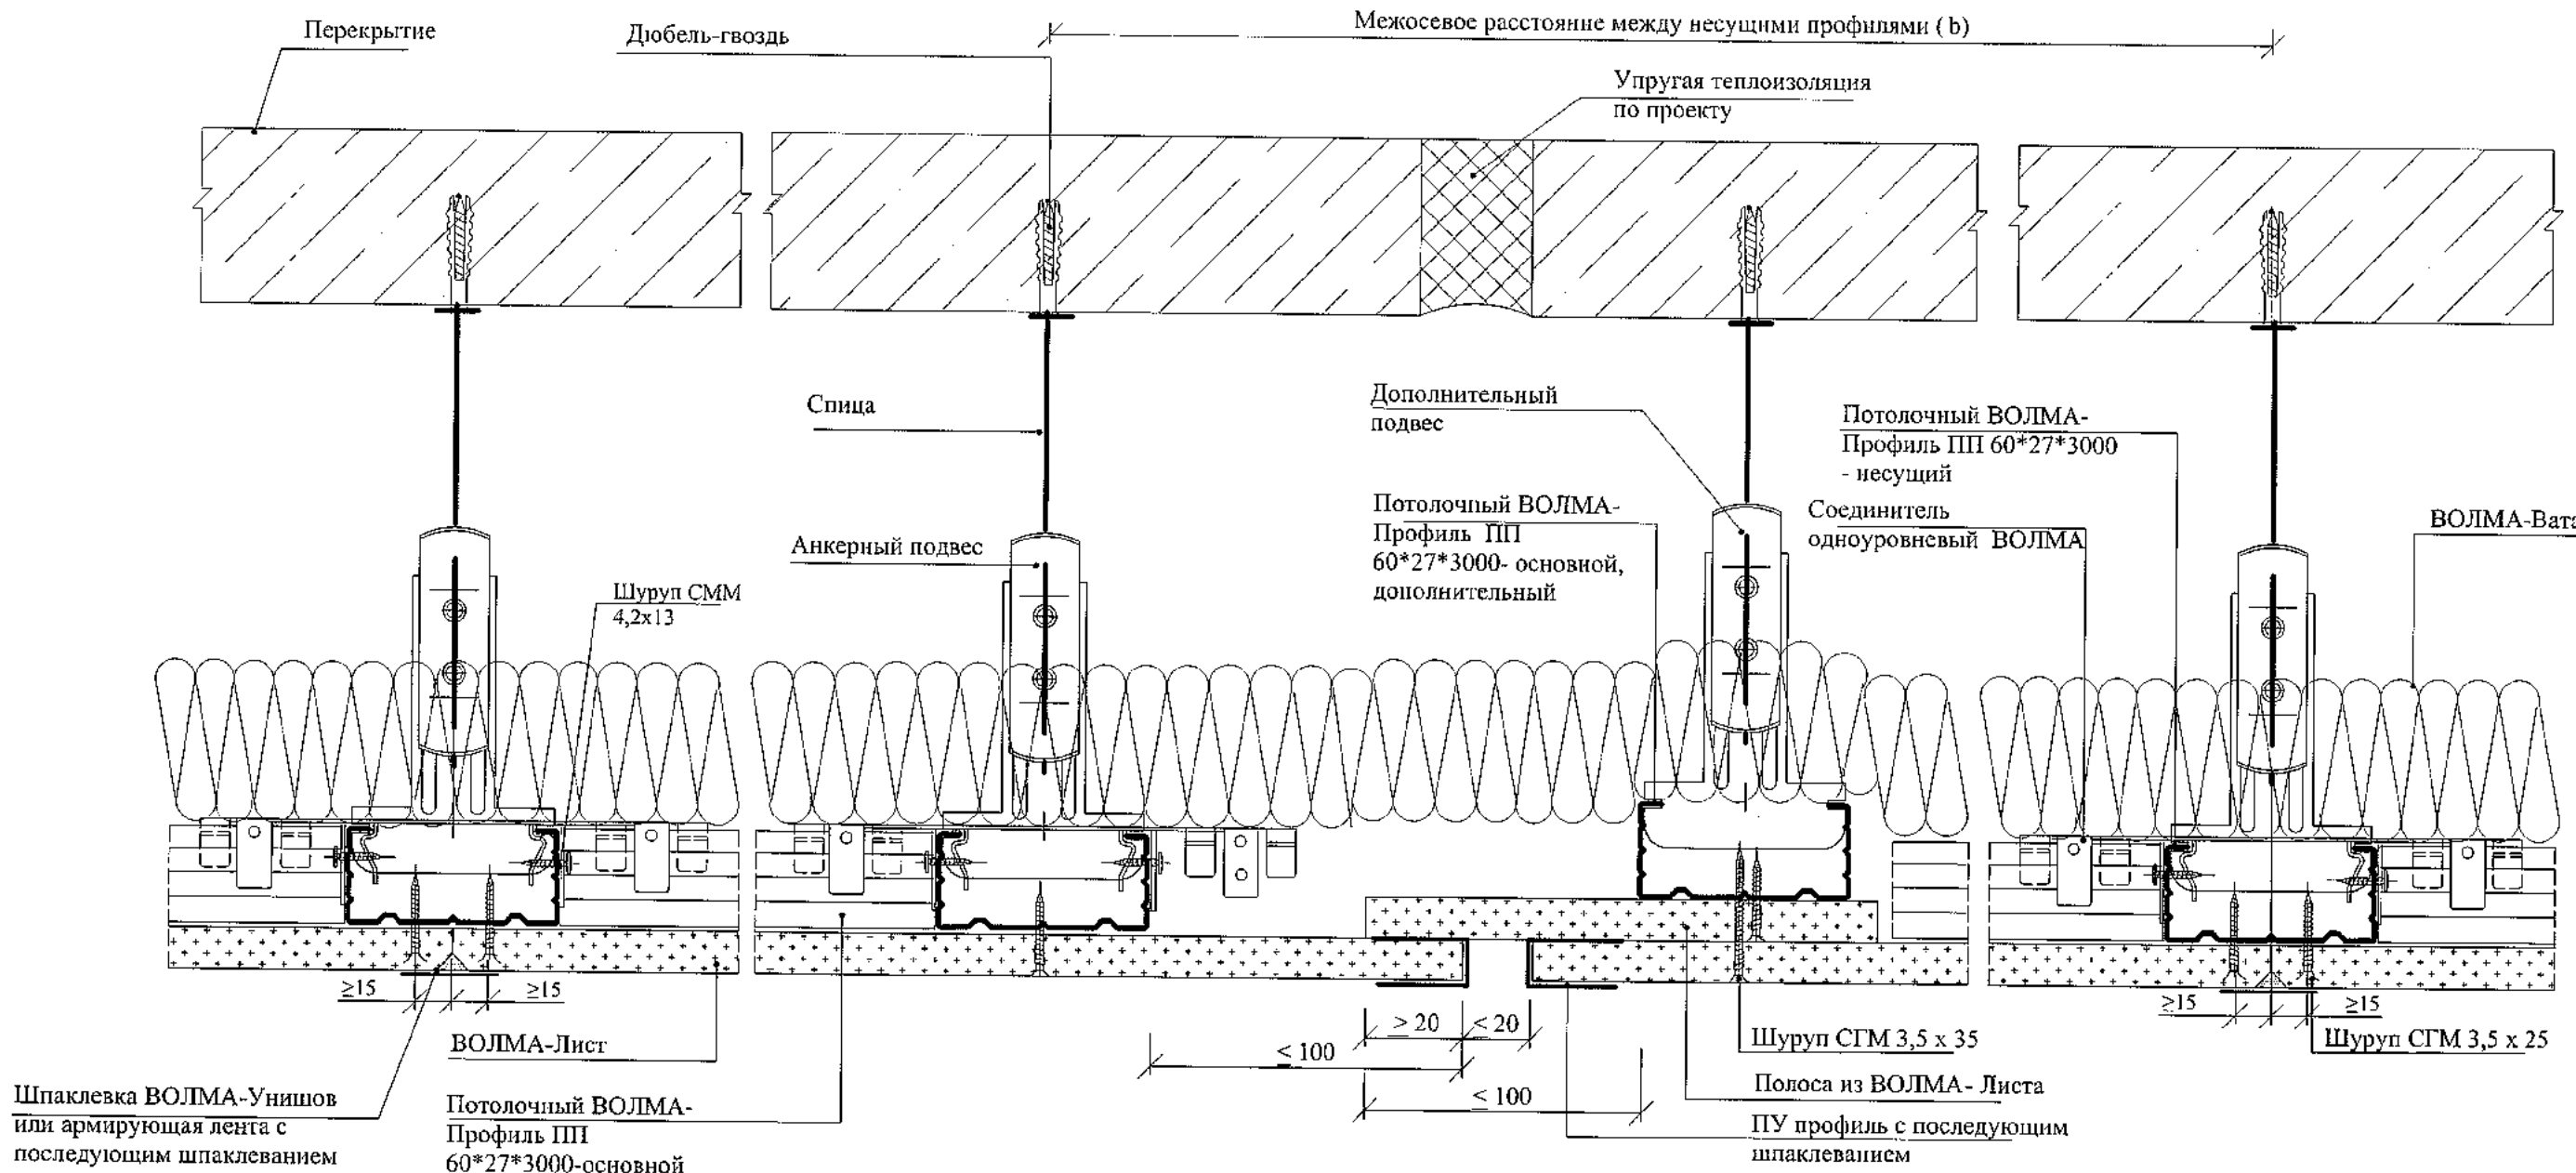 Перекрытие
Дюбель-гвоздь
Межосевое расстояние между несущими профилями ( b )
Упругая теплоизоляция
по проекту
Спица
Дополнительный
подвес
Потолочный ВОЛМА-
Профиль ПП 60*27*3000
- несущий
Потолочный ВОЛМА-
Профиль ПП
60*27*3000- основной,
дополнительный
Соединитель
одноуровневый ВОЛМА
ВОЛМА-Вата
Анкерный подвес
Шуруп СММ
4,2х13
≥15
≥15
≥ 20
≤ 20
≤ 100
≤ 100
≥15
≥15
ВОЛМА-Лист
Шуруп СГМ 3,5 х 35
Шуруп СГМ 3,5 х 25
Полоса из ВОЛМА- Листа
ПУ профиль с последующим
шпаклеванием
Шпаклевка ВОЛМА-Унишов
или армирующая лента с
последующим шпаклеванием
Потолочный ВОЛМА-
Профиль ПП
60*27*3000-основной